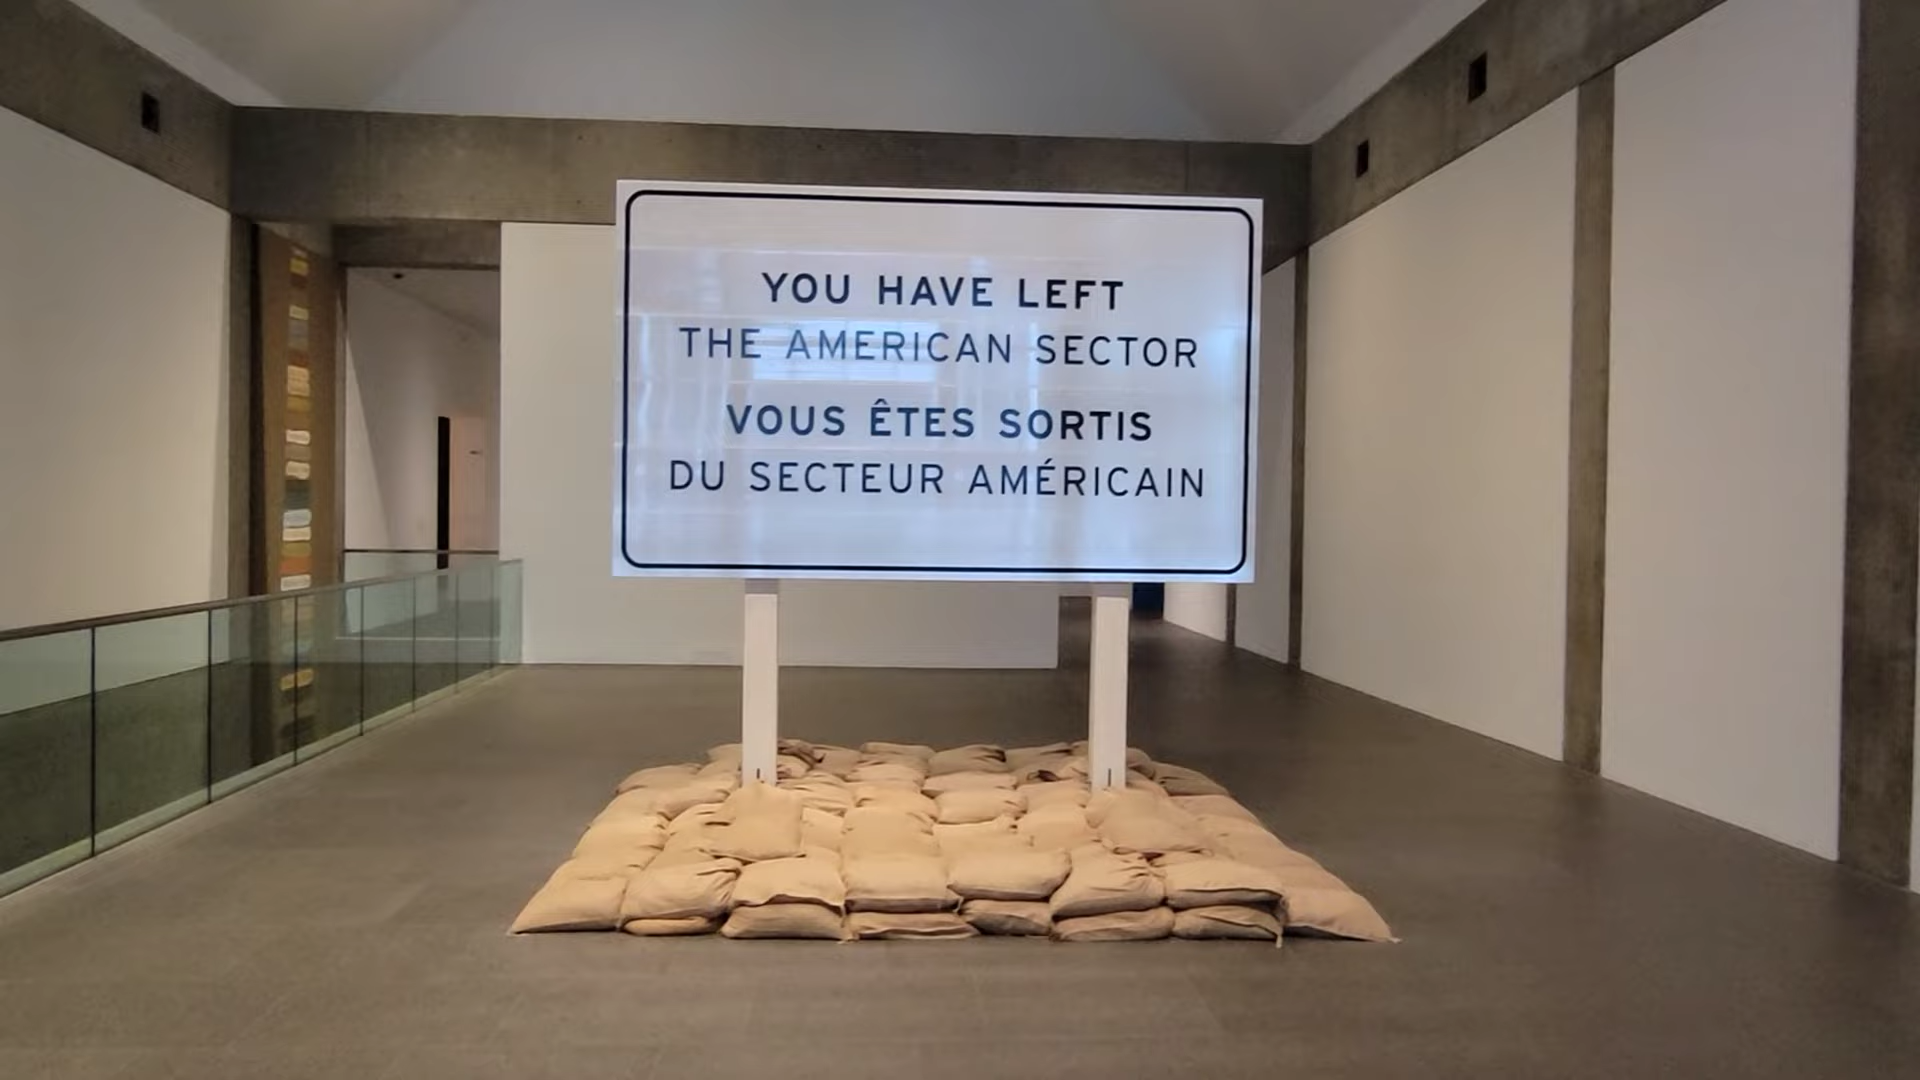 YOU HAVE LEFT
THE AMERICAN SECTOR
VOUS ÊTES SORTIS
DU SECTEUR AMÉRICAIN